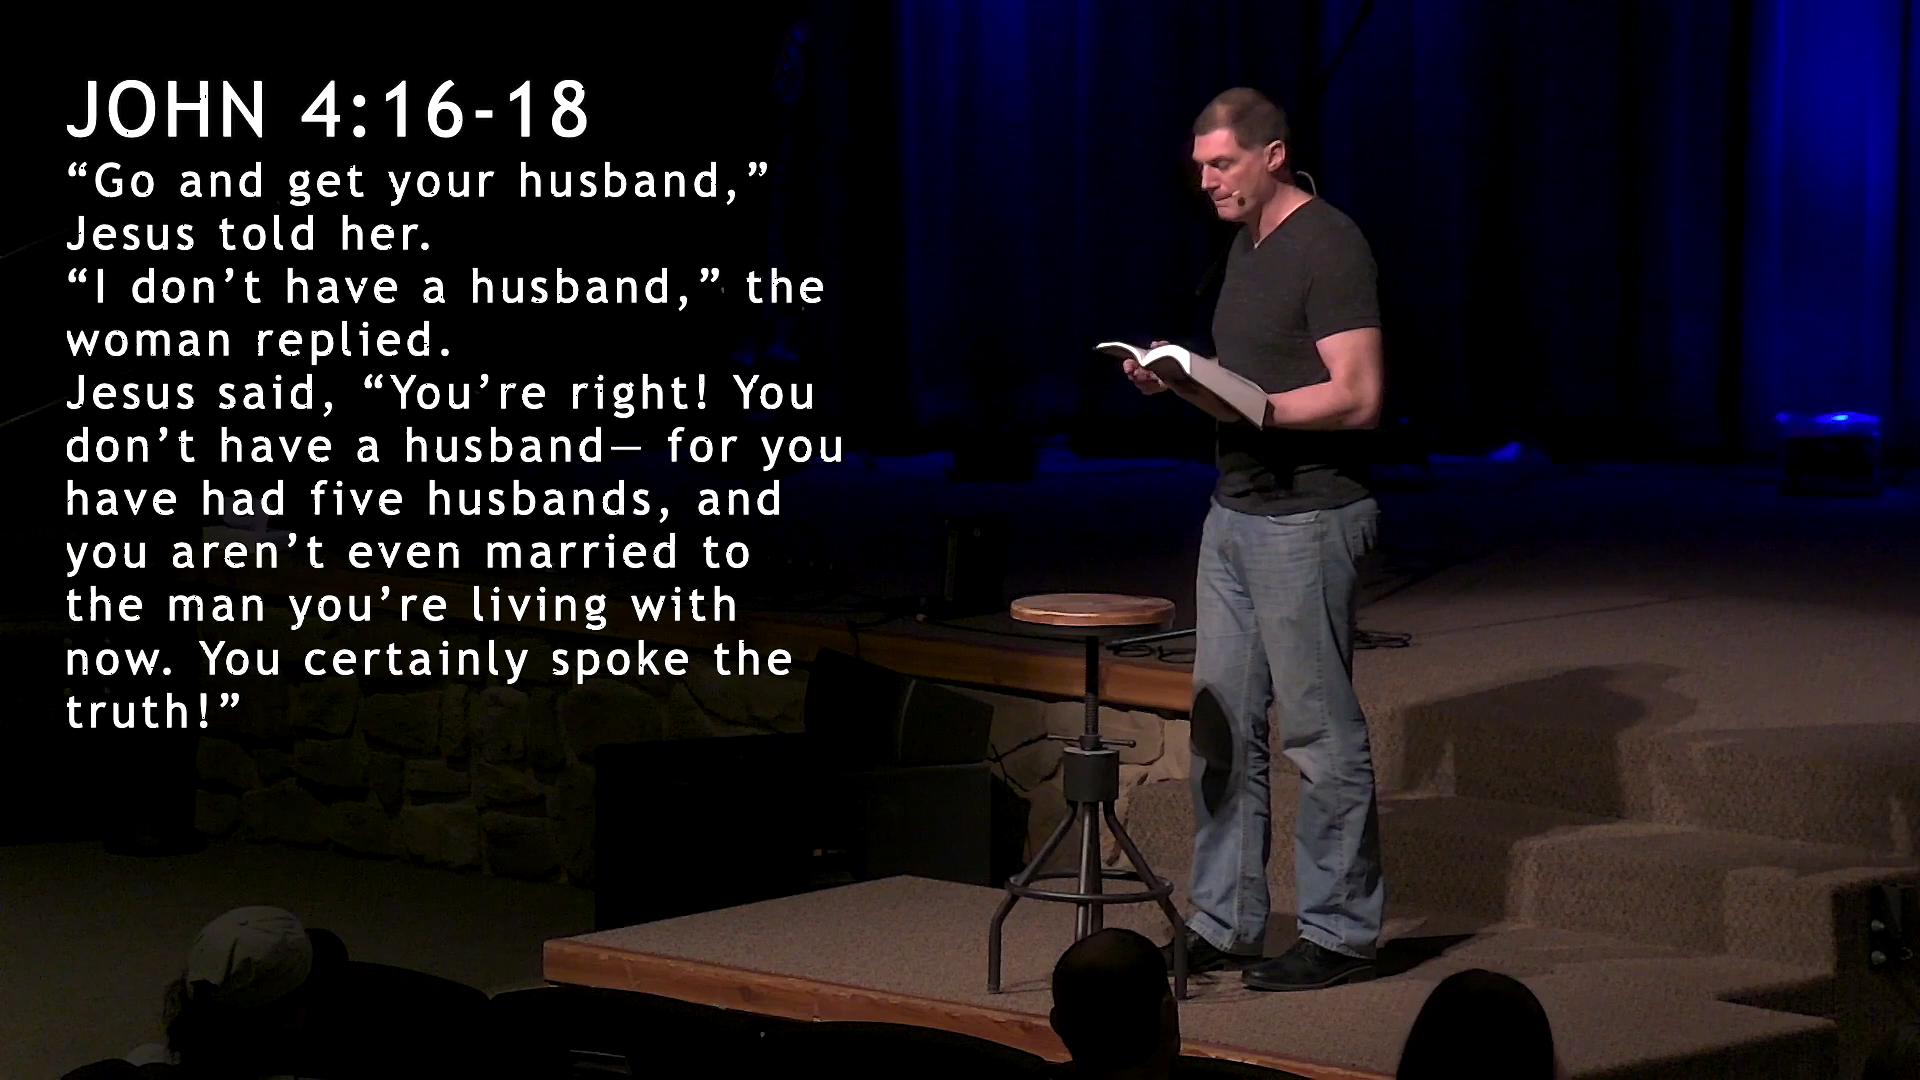 JOHN 4:16-18
“Go and get your husband,”
Jesus told her.
“I don’t have a husband,” the
woman replied.
Jesus said, “You’re right! You
don’t have a husband— for you
have had five husbands, and
you aren’t even married to
the man you’re living with
now. You certainly spoke the
truth!”